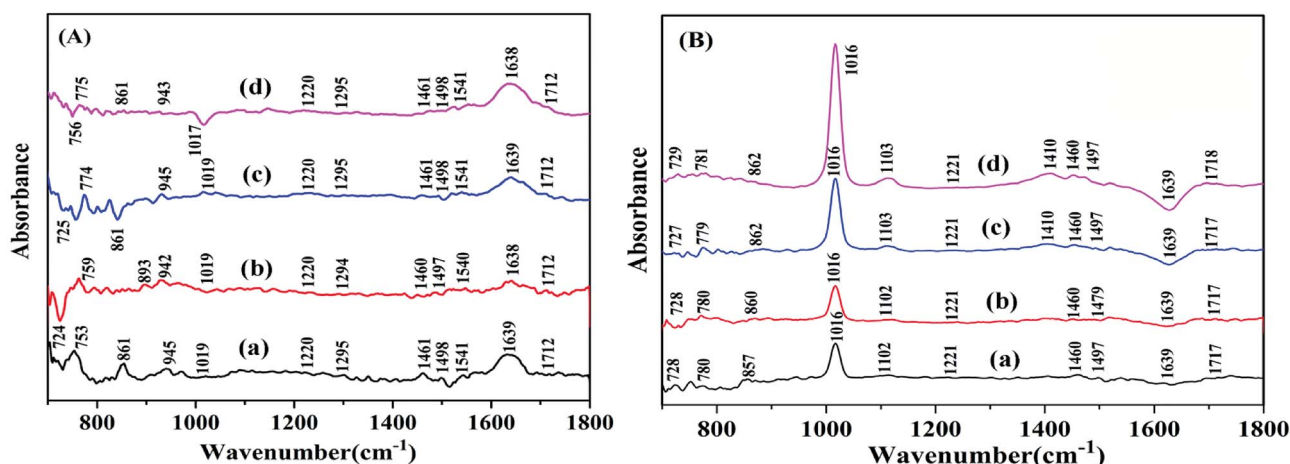 (A)
Absorbance
775 861 943 (d) 1220 1295 1461 1498 1541 1638 1712
756 1017
774 945 1019 (c) 1220 1295 1461 1498 1541 1639 1712
725 861
759 893 942 1019 (b) 1220 1294 1460 1497 1540 1638 1712
724 753 861 945 1019 (a) 1220 1295 1461 1498 1541 1639 1712
800 1000 1200 1400 1600 1800
Wavenumber(cm-1)
(B)
Absorbance
1016
729 781 862 1103 1221 (d) 1410 1460 1497 1639 1718
1016
727 779 862 1103 1221 (c) 1410 1460 1497 1639 1717
1016
728 780 860 1102 1221 (b) 1460 1479 1639 1717
1016
728 780 857 1102 1221 (a) 1460 1497 1639 1717
800 1000 1200 1400 1600 1800
Wavenumber(cm-1)